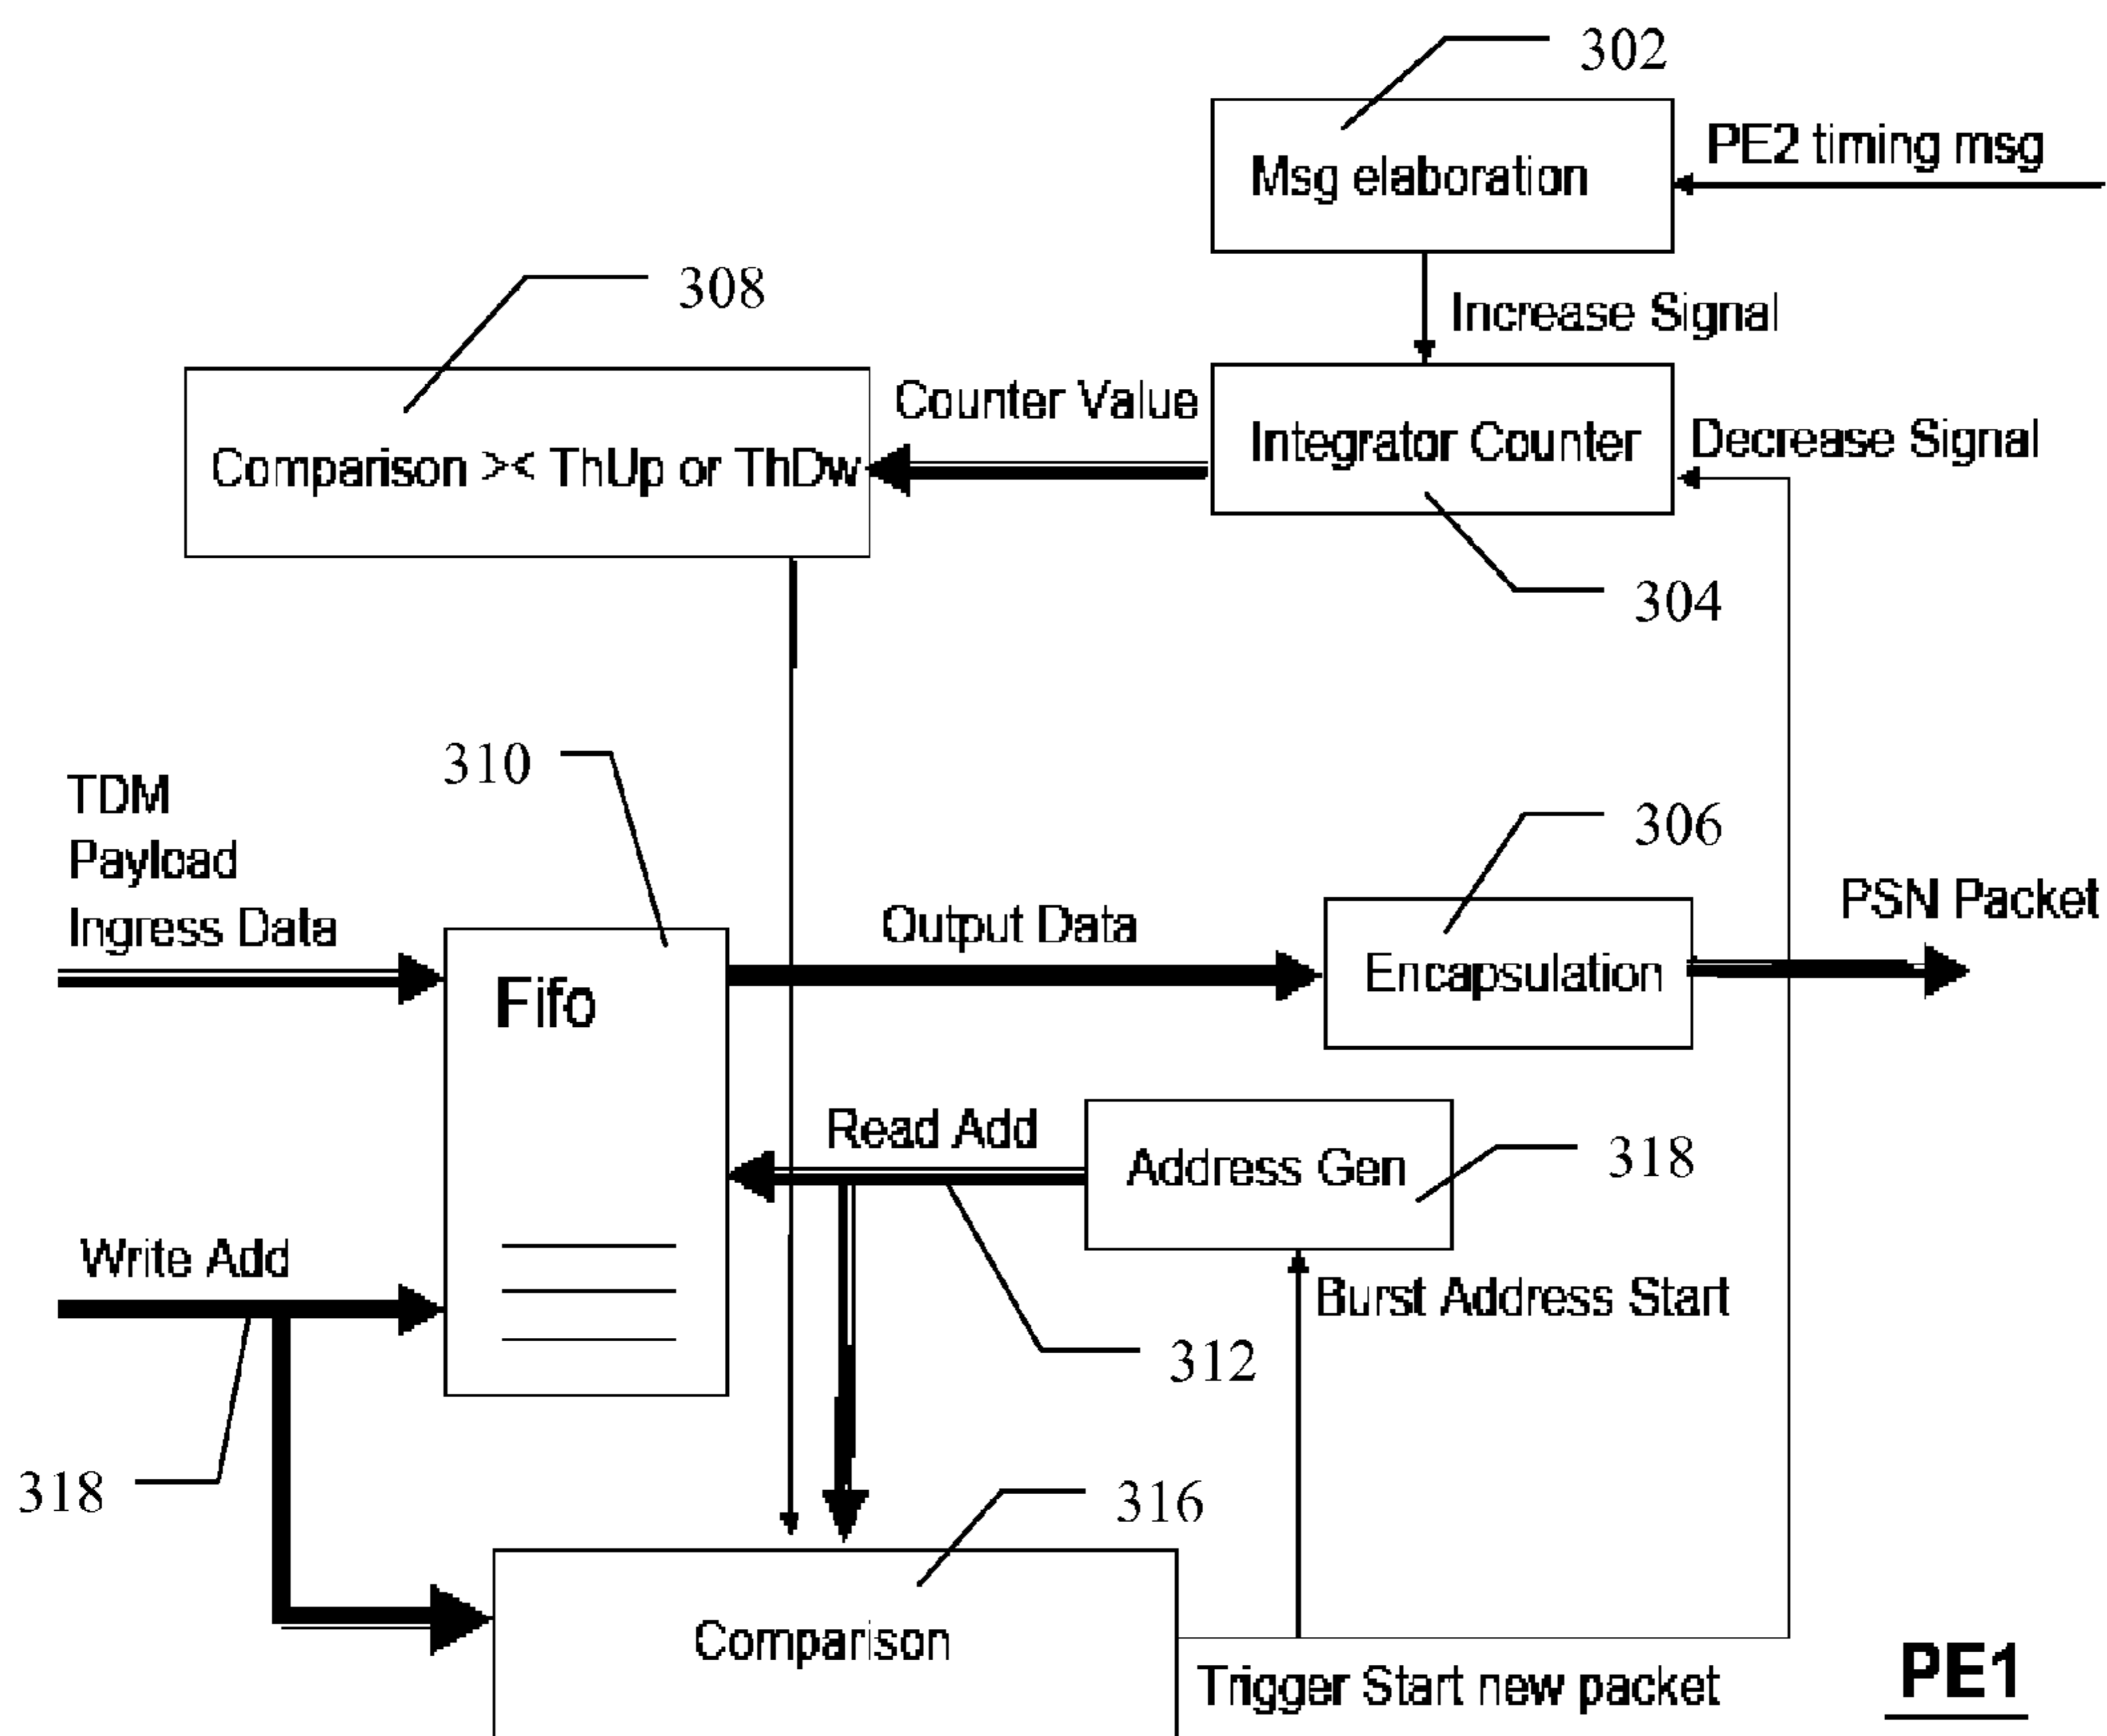 302
PE2 timing msg
Msg elaboration
308
Increase Signal
Counter Value
Integrator Counter
Decrease Signal
Comparison >< ThUp or ThDw
304
310
TDM
Payload
Ingress Data
306
Output Data
PSN Packet
Fifo
Encapsulation
Read Add
Address Gen
318
Write Add
Burst Address Start
312
318
316
Comparison
Trigger Start new packet
PE1